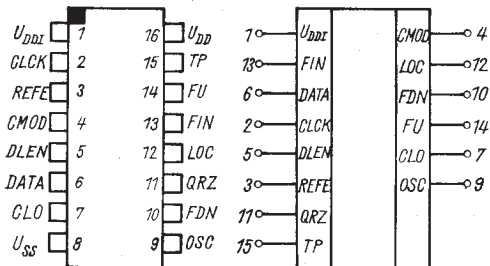 U_DDI 1 16 U_DD
CLCK 2 15 TP
REFE 3 14 FU
CMOD 4 13 FIN
DLEN 5 12 LOC
DATA 6 11 QRZ
CLO 7 10 FDN
U_SS 8 9 OSC
1 U_DDI CMOD 4
13 FIN LOC 12
6 DATA FDN 10
2 CLCK FU 14
5 DLEN CLO 7
3 REFE OSC 9
11 QRZ
15 TP